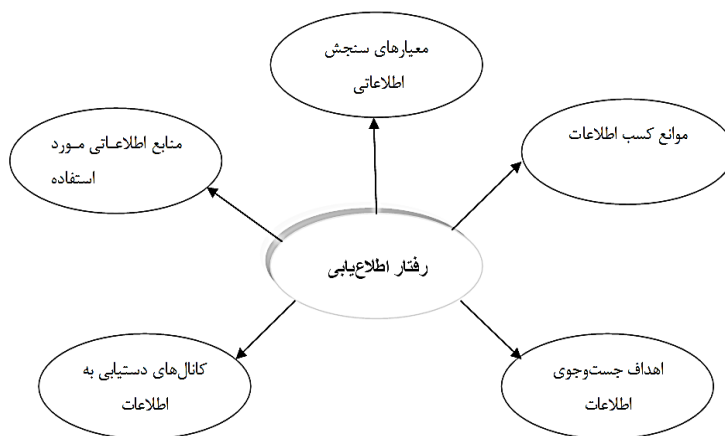 معیارهای سنجش
اطلاعاتی
موانع کسب اطلاعات
منابع اطلاعـاتی مـورد
استفاده
رفتار اطلاع‌یابی
اهداف جست‌وجوی
اطلاعات
کانال‌های دستیابی به
اطلاعات